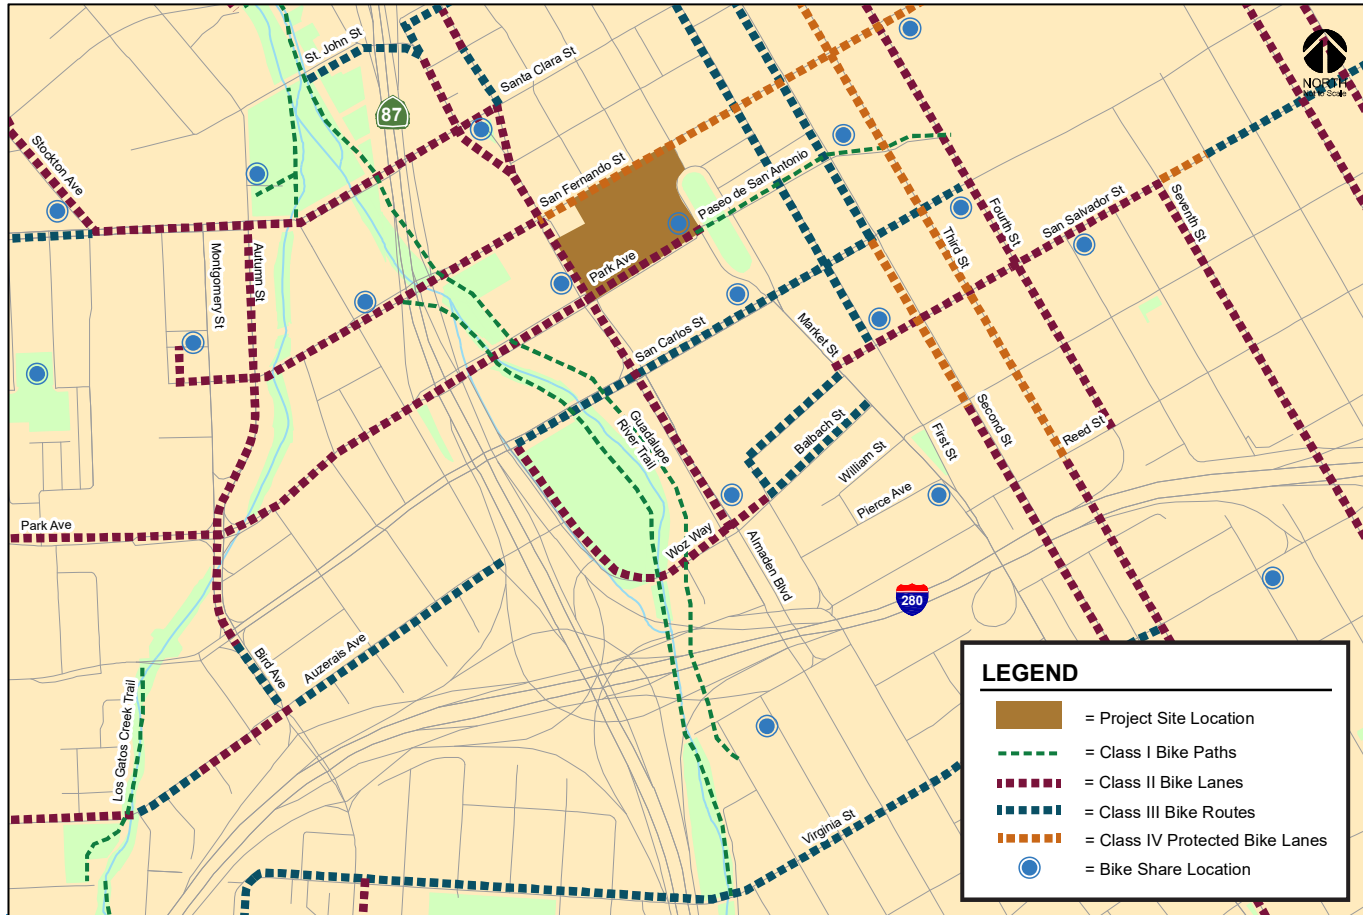 St. John St
Santa Clara St
87
NORTH
Not to Scale
Stockton Ave
San Fernando St
Paseo de San Antonio
Montgomery St
Autumn St
Park Ave
San Salvador St
Seventh St
Fourth St
Third St
San Carlos St
Market St
Guadalupe
River Trail
Balbach St
William St
First St
Second St
Reed St
Pierce Ave
Park Ave
Woz Way
Almaden Blvd
280
Bird Ave
Auzerais Ave
Los Gatos Creek Trail
Virginia St
LEGEND
= Project Site Location
= Class I Bike Paths
= Class II Bike Lanes
= Class III Bike Routes
= Class IV Protected Bike Lanes
= Bike Share Location